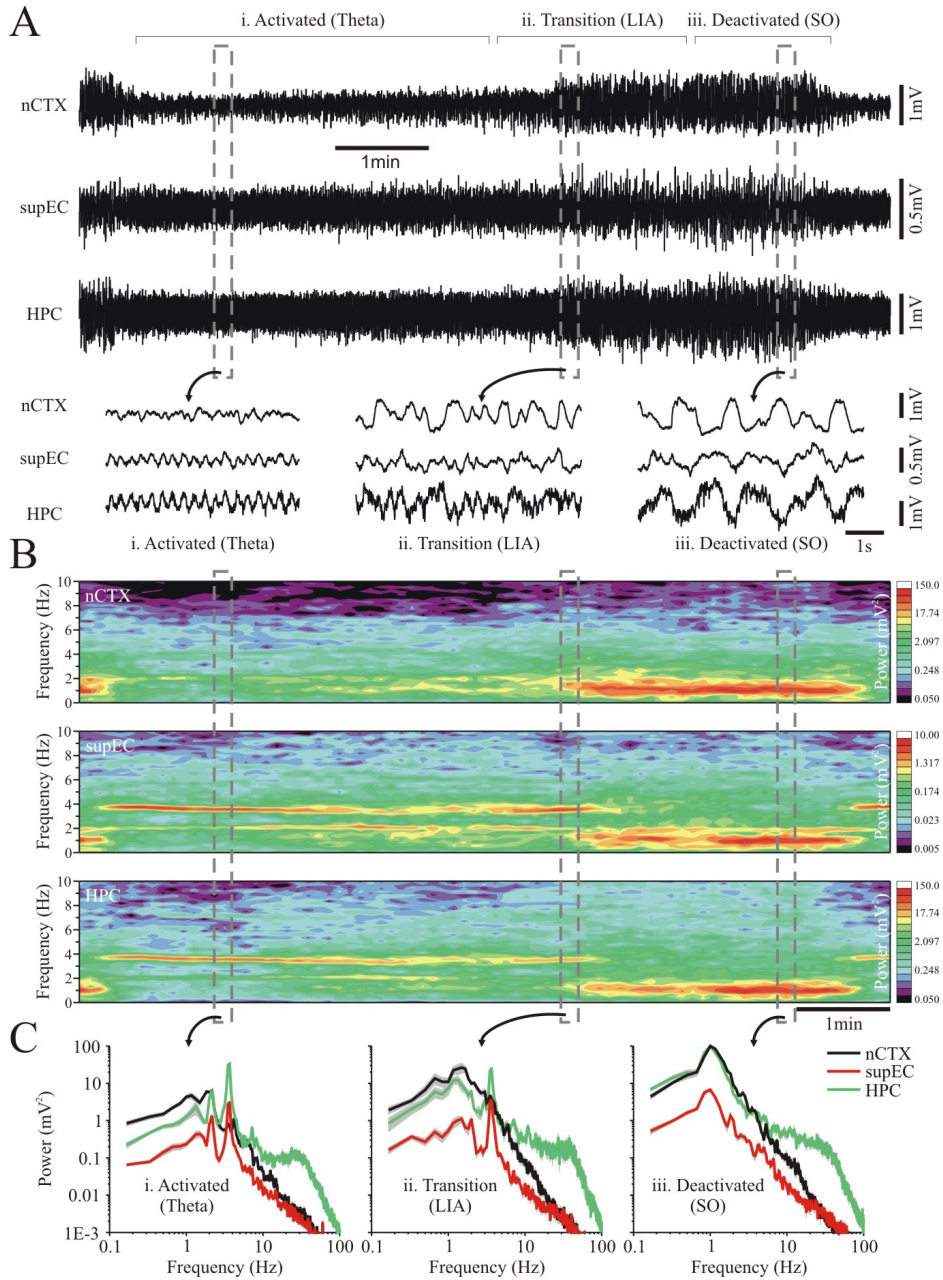 A
i. Activated (Theta)
ii. Transition (LIA)
iii. Deactivated (SO)
nCTX
1mV
1min
supEC
0.5mV
HPC
1mV
nCTX
1mV
supEC
0.5mV
HPC
1mV
i. Activated (Theta)
ii. Transition (LIA)
iii. Deactivated (SO)
1s
B
Frequency (Hz)
10
8
6
4
2
0
nCTX
Power (mV²)
150.0
17.74
2.097
0.248
0.050
Frequency (Hz)
10
8
6
4
2
0
supEC
Power (mV²)
10.00
1.317
0.174
0.023
0.005
Frequency (Hz)
10
8
6
4
2
0
HPC
Power (mV²)
150.0
17.74
2.097
0.248
0.050
1min
C
Power (mV²)
100
10
1
0.1
0.01
1E-3
i. Activated
(Theta)
0.1 1 10 100
Frequency (Hz)
ii. Transition
(LIA)
0.1 1 10 100
Frequency (Hz)
iii. Deactivated
(SO)
0.1 1 10 100
Frequency (Hz)
nCTX
supEC
HPC